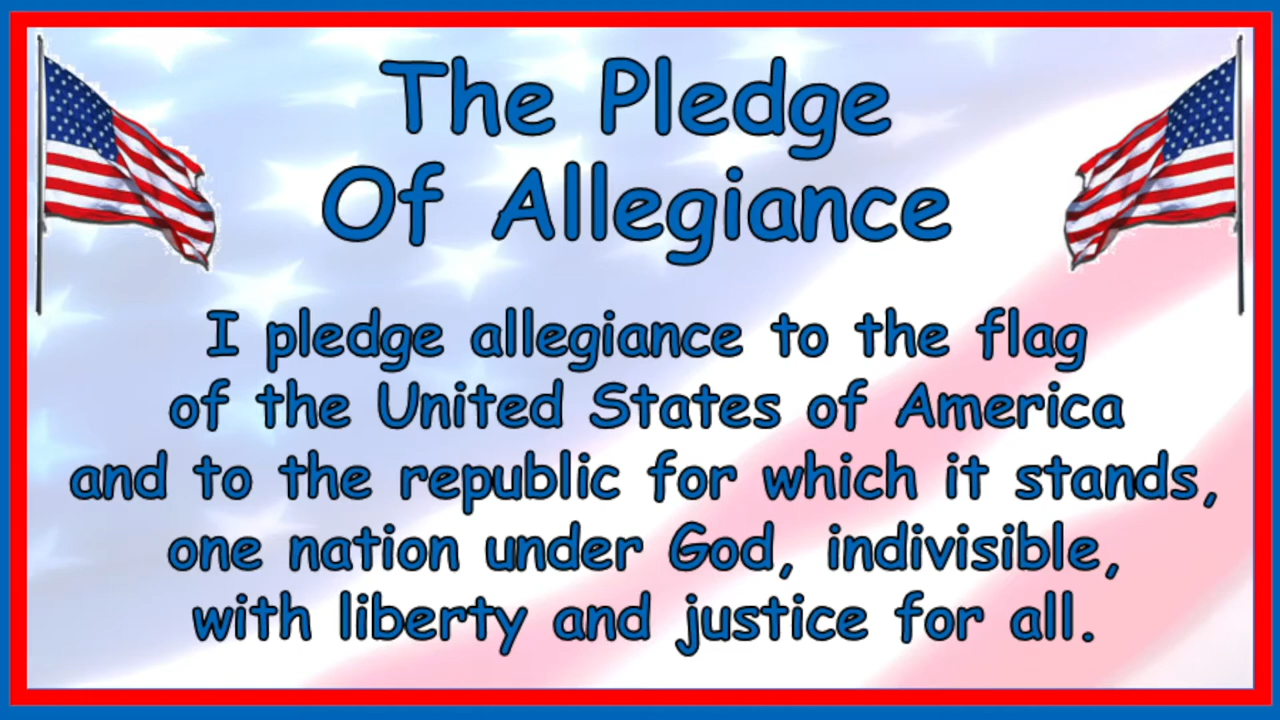 The Pledge
Of Allegiance
I pledge allegiance to the flag
of the United States of America
and to the republic for which it stands,
one nation under God, indivisible,
with liberty and justice for all.